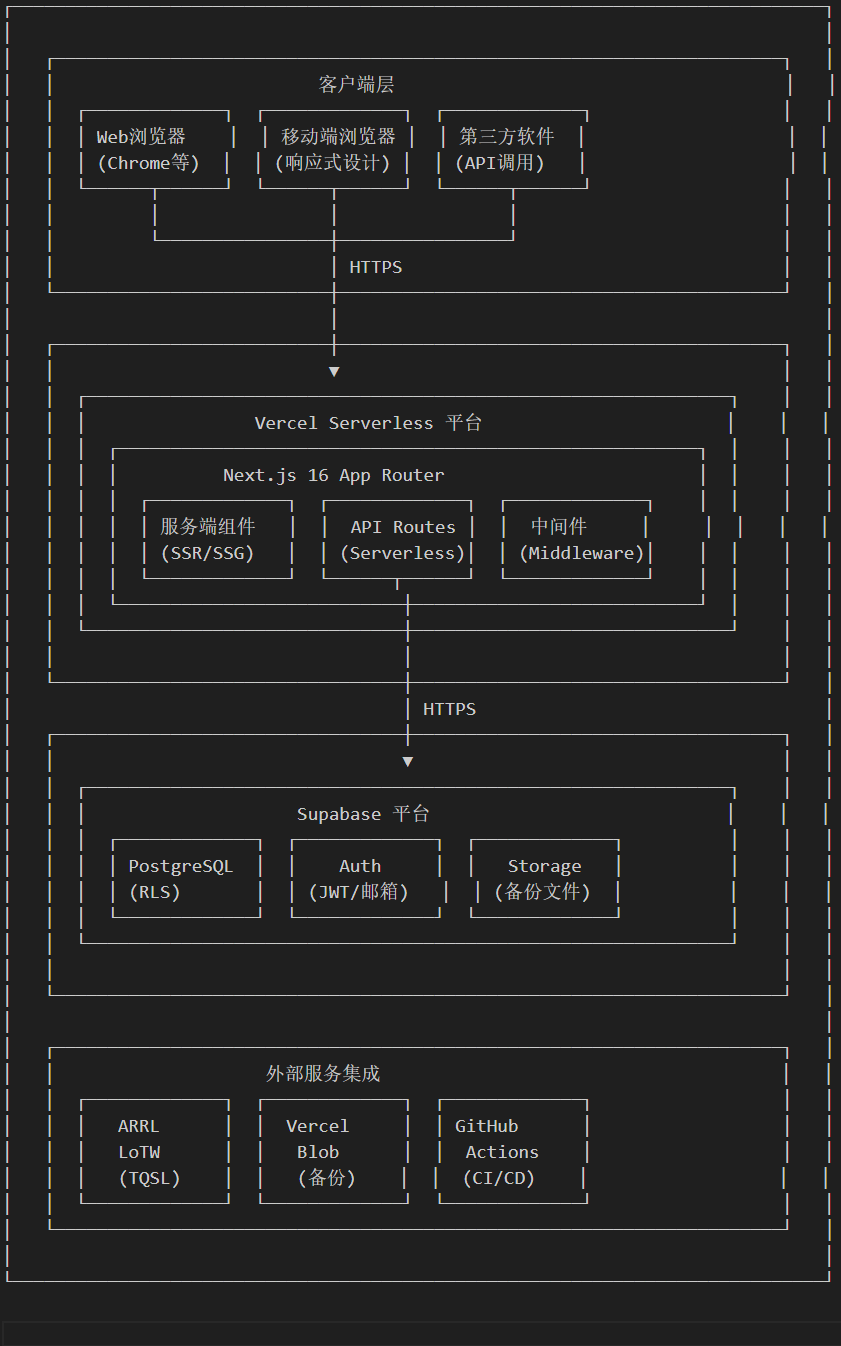 客户端层
Web浏览器 移动端浏览器 第三方软件
(Chrome等) (响应式设计) (API调用)
HTTPS
Vercel Serverless 平台
Next.js 16 App Router
服务端组件 API Routes 中间件
(SSR/SSG) (Serverless) (Middleware)
HTTPS
Supabase 平台
PostgreSQL Auth Storage
(RLS) (JWT/邮箱) (备份文件)
外部服务集成
ARRL Vercel GitHub
LoTW Blob Actions
(TQSL) (备份) (CI/CD)